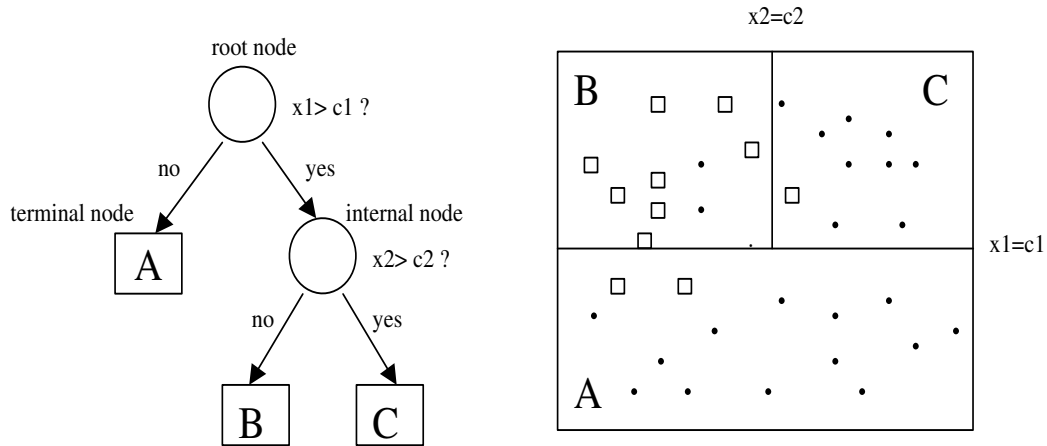 root node
x1> c1 ?
no
yes
terminal node
internal node
A
x2> c2 ?
no
yes
B
C
x2=c2
B
C
x1=c1
A